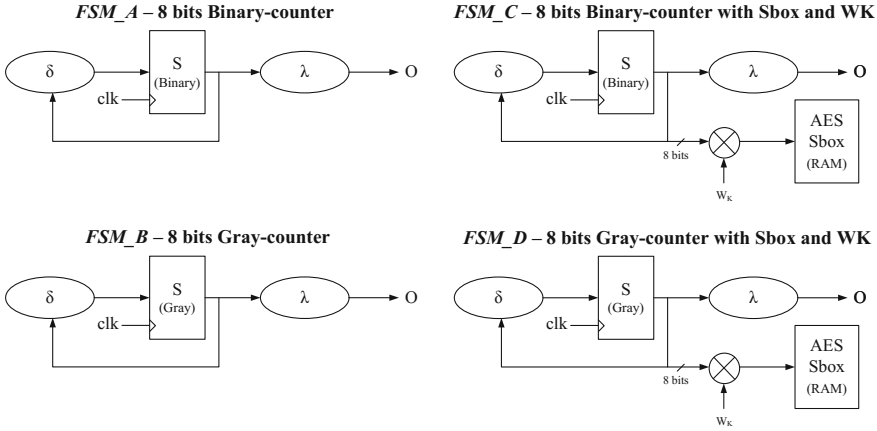 FSM_A – 8 bits Binary-counter
δ
S
(Binary)
clk
λ
O
FSM_C – 8 bits Binary-counter with Sbox and WK
δ
S
(Binary)
clk
λ
O
8 bits
WK
AES
Sbox
(RAM)
FSM_B – 8 bits Gray-counter
δ
S
(Gray)
clk
λ
O
FSM_D – 8 bits Gray-counter with Sbox and WK
δ
S
(Gray)
clk
λ
O
8 bits
WK
AES
Sbox
(RAM)